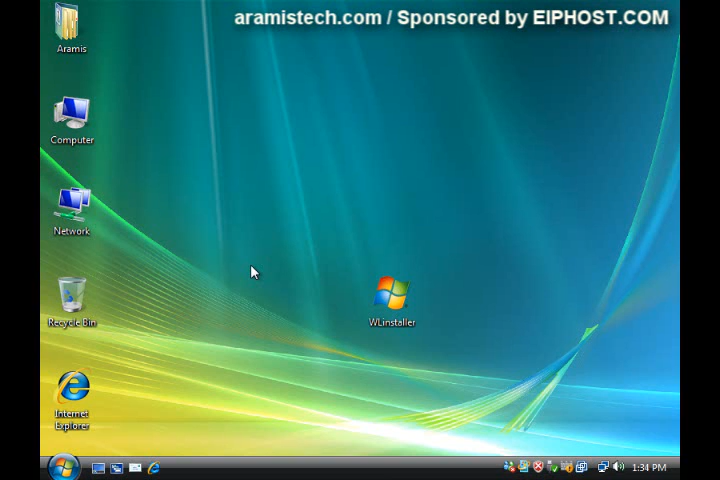 aramistech.com / Sponsored by EIPHOST.COM
Aramis
Computer
Network
Recycle Bin
WLinstaller
Internet
Explorer
1:34 PM